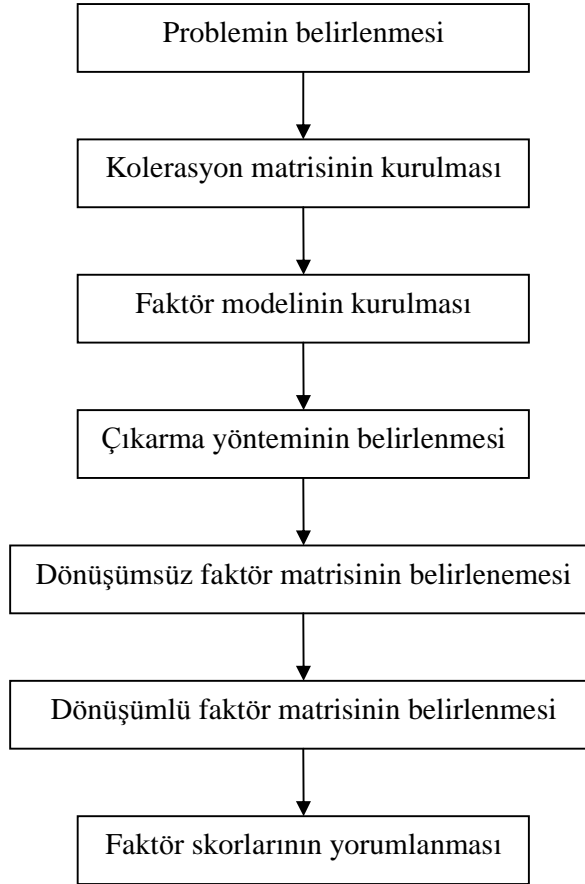 Problemin belirlenmesi
Kolerasyon matrisinin kurulması
Faktör modelinin kurulması
Çıkarma yönteminin belirlenmesi
Dönüşümsüz faktör matrisinin belirlenemesi
Dönüşümlü faktör matrisinin belirlenmesi
Faktör skorlarının yorumlanması